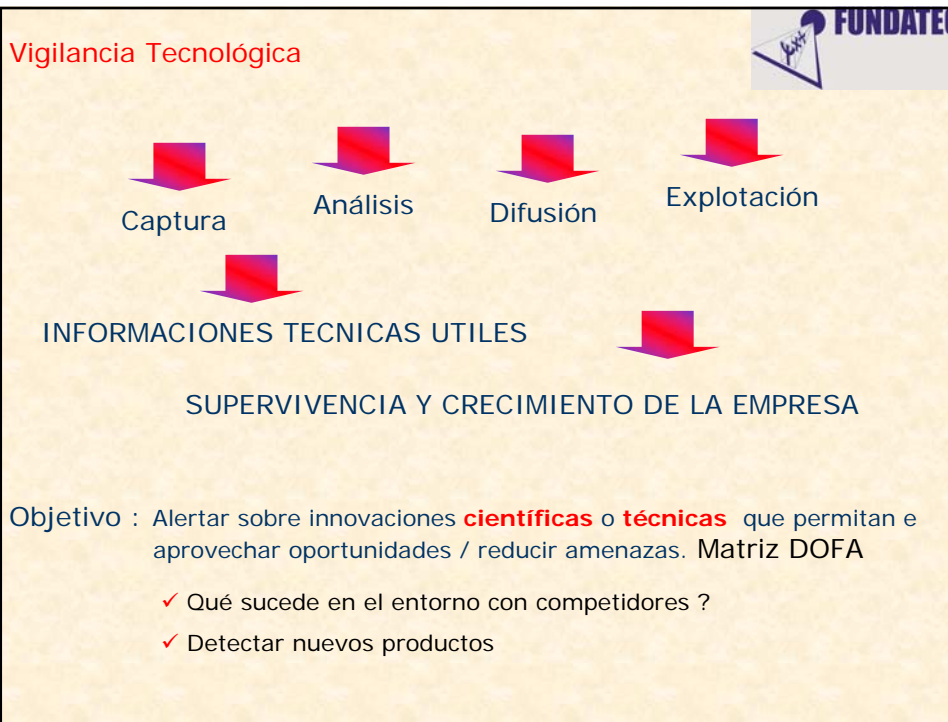 FUNDATEC
Vigilancia Tecnológica
Captura
Análisis
Difusión
Explotación
INFORMACIONES TECNICAS UTILES
SUPERVIVENCIA Y CRECIMIENTO DE LA EMPRESA
Objetivo : Alertar sobre innovaciones científicas o técnicas que permitan e
aprovechar oportunidades / reducir amenazas. Matriz DOFA
✓ Qué sucede en el entorno con competidores ?
✓ Detectar nuevos productos